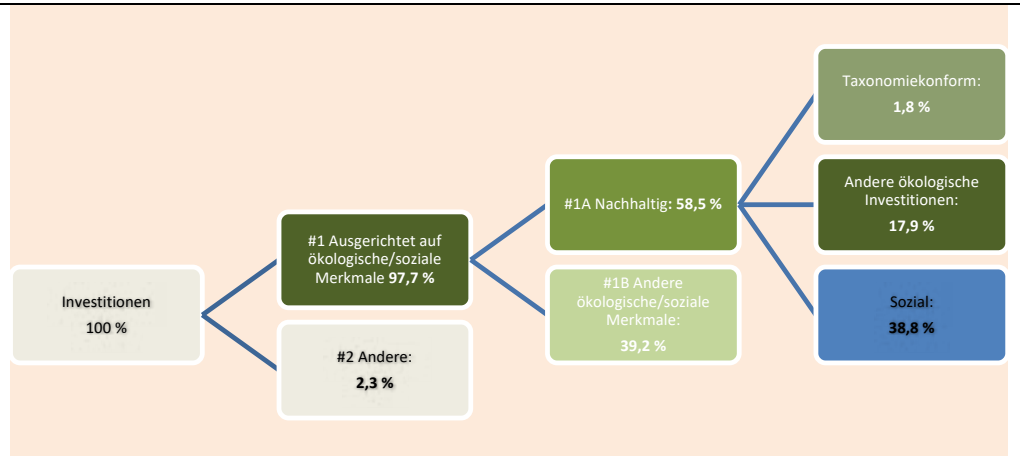 Investitionen
100 %
#1 Ausgerichtet auf
ökologische/soziale
Merkmale 97,7 %
#2 Andere:
2,3 %
#1A Nachhaltig: 58,5 %
#1B Andere
ökologische/soziale
Merkmale:
39,2 %
Taxonomiekonform:
1,8 %
Andere ökologische
Investitionen:
17,9 %
Sozial:
38,8 %